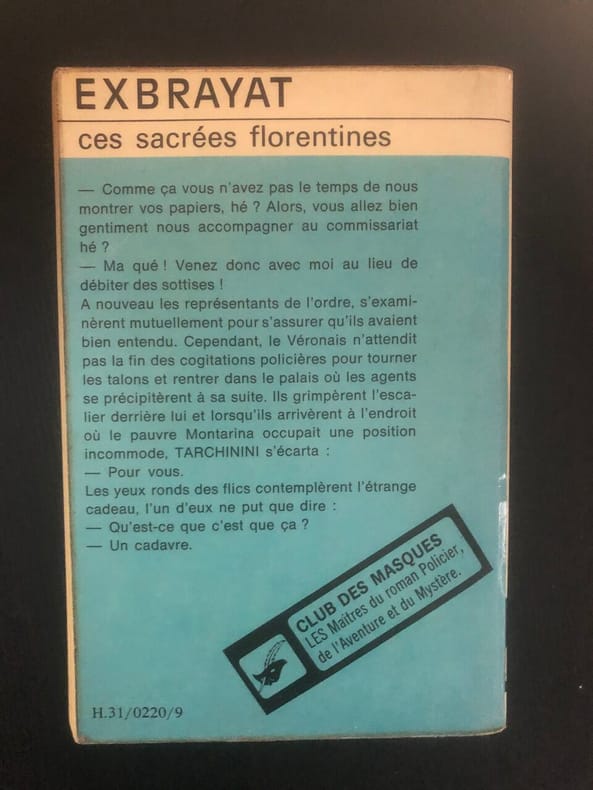 EXBRAYAT
ces sacrées florentines
— Comme ça vous n'avez pas le temps de nous
montrer vos papiers, hé ? Alors, vous allez bien
gentiment nous accompagner au commissariat
hé ?
— Ma qué ! Venez donc avec moi au lieu de
débiter des sottises !
A nouveau les représentants de l'ordre, s'exami-
nèrent mutuellement pour s'assurer qu'ils avaient
bien entendu. Cependant, le Véronais n'attendit
pas la fin des cogitations policières pour tourner
les talons et rentrer dans le palais où les agents
se précipitèrent à sa suite. Ils grimpèrent l'esca-
lier derrière lui et lorsqu'ils arrivèrent à l'endroit
où le pauvre Montarina occupait une position
incommode, TARCHININI s'écarta :
— Pour vous.
Les yeux ronds des flics contemplèrent l'étrange
cadeau, l'un d'eux ne put que dire :
— Qu'est-ce que c'est que ça ?
— Un cadavre.
CLUB DES MASQUES
LES Maîtres du roman Policier,
de l'Aventure et du Mystère.
H.31/0220/9